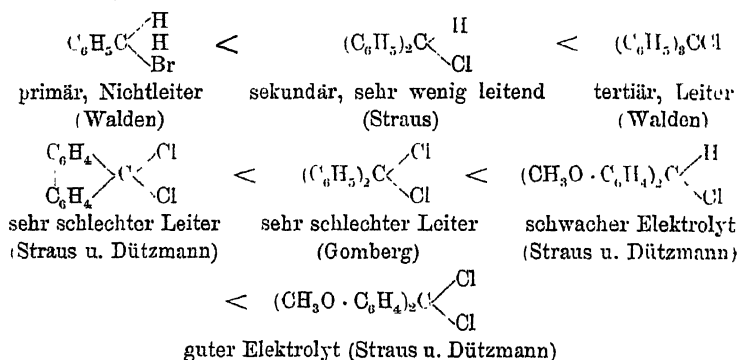 C₆H₅C H H Br < (C₆H₅)₂C H Cl < (C₆H₅)₃CCl
primär, Nichtleiter sekundär, sehr wenig leitend tertiär, Leiter
(Walden) (Straus) (Walden)
C₆H₄ C₆H₄ C Cl Cl < (C₆H₅)₂C Cl Cl < (CH₃O · C₆H₄)₂C H Cl
sehr schlechter Leiter sehr schlechter Leiter schwacher Elektrolyt
(Straus u. Dützmann) (Gomberg) (Straus u. Dützmann)
< (CH₃O · C₆H₄)₂C Cl Cl
guter Elektrolyt (Straus u. Dützmann)